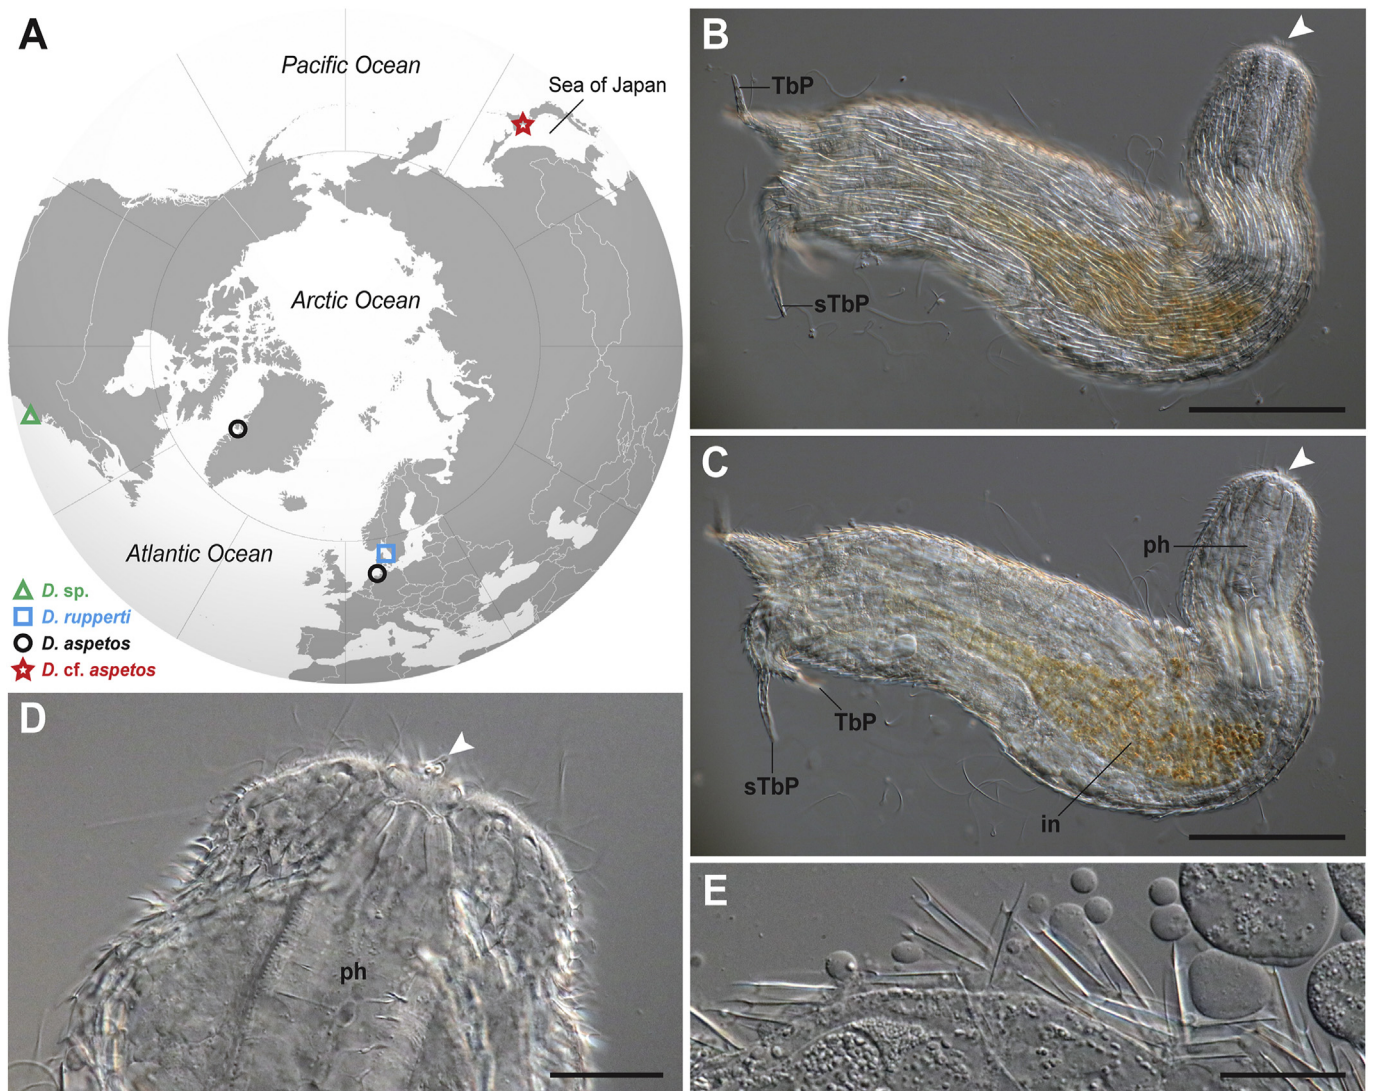 A
Pacific Ocean
Sea of Japan
Arctic Ocean
Atlantic Ocean
D. sp.
D. rupperti
D. aspetos
D. cf. aspetos
B
TbP
sTbP
C
ph
TbP
sTbP
in
D
ph
E